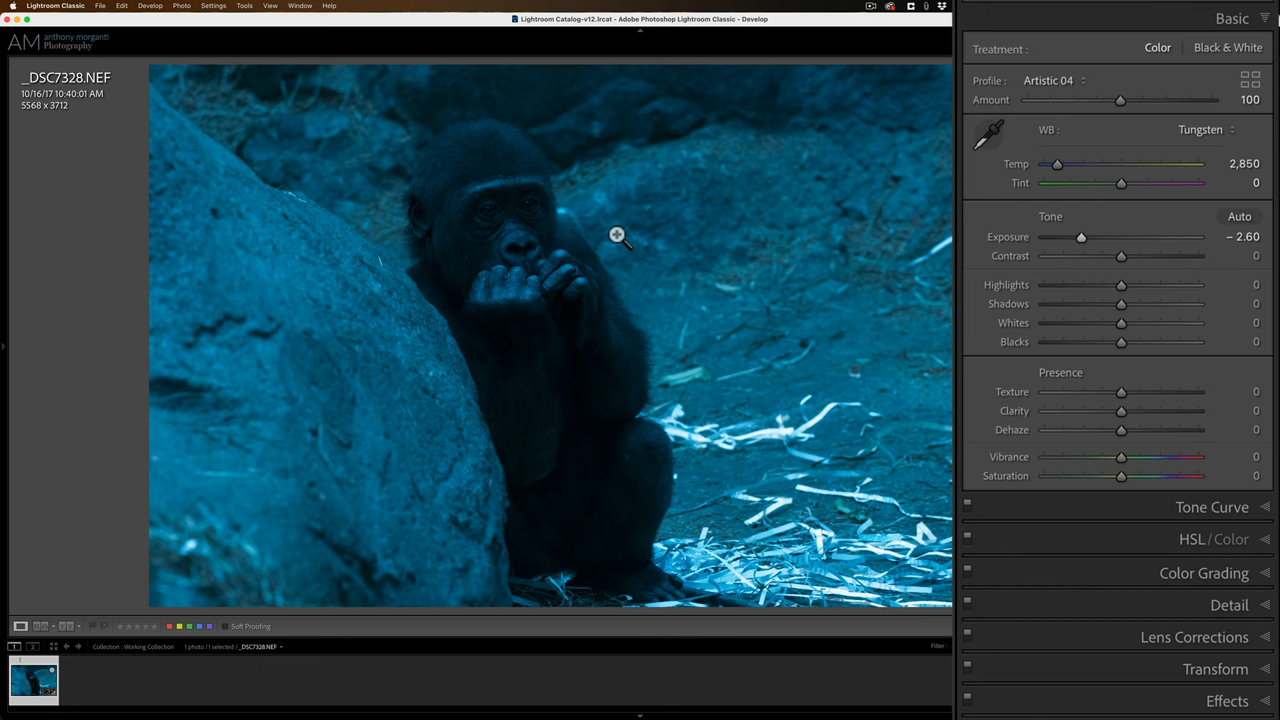 Lightroom Classic File Edit Develop Photo Settings Tools View Window Help
Lightroom Catalog-v12.lrcat - Adobe Photoshop Lightroom Classic - Develop
AM anthony morganti
Photography
_DSC7328.NEF
10/16/17 10:40:01 AM
5568 x 3712
Basic
Treatment : Color Black & White
Profile : Artistic 04
Amount 100
WB : Tungsten
Temp 2,850
Tint 0
Tone Auto
Exposure – 2.60
Contrast 0
Highlights 0
Shadows 0
Whites 0
Blacks 0
Presence
Texture 0
Clarity 0
Dehaze 0
Vibrance 0
Saturation 0
Tone Curve
HSL / Color
Color Grading
Detail
Lens Corrections
Transform
Effects
Soft Proofing
1 2 Collection : Working Collection 1 photo / 1 selected / _DSC7328.NEF Filter :
1